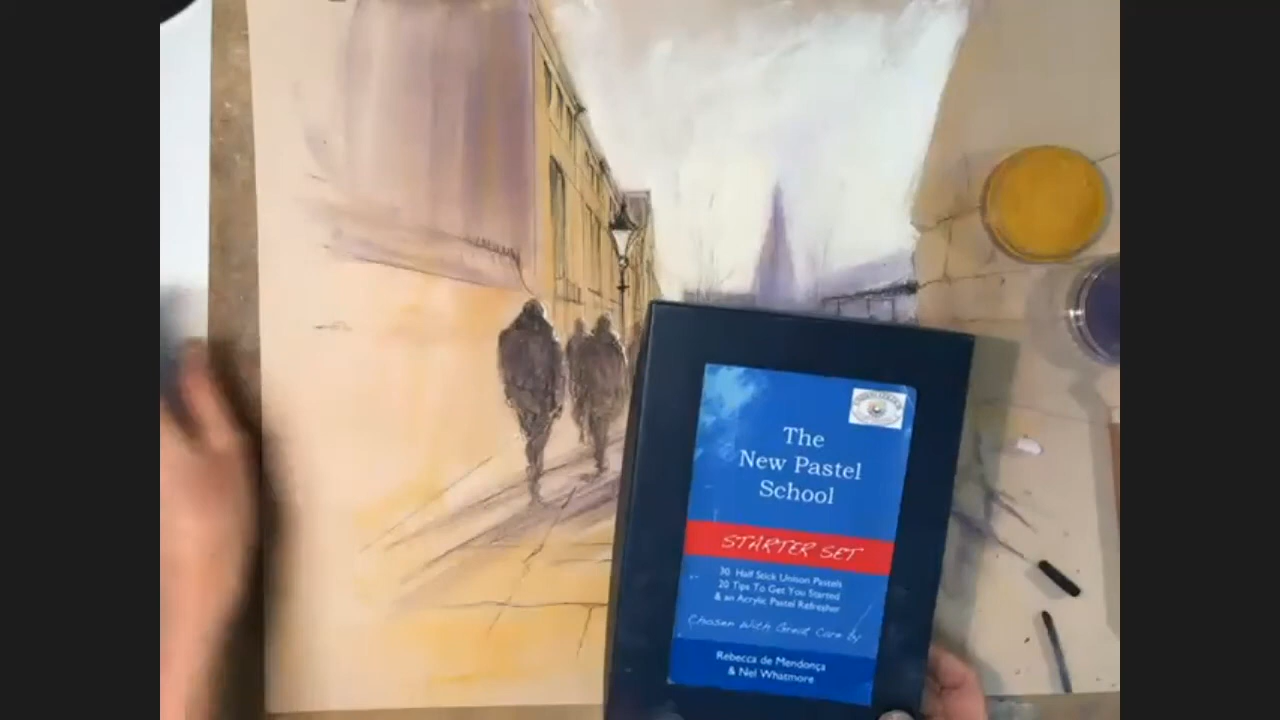 The
New Pastel
School
STARTER SET
30 Half Stick Unison Pastels
20 Tips To Get You Started
& an Acrylic Pastel Refresher
Chosen With Great Care by
Rebecca de Mendonça
& Nel Whatmore